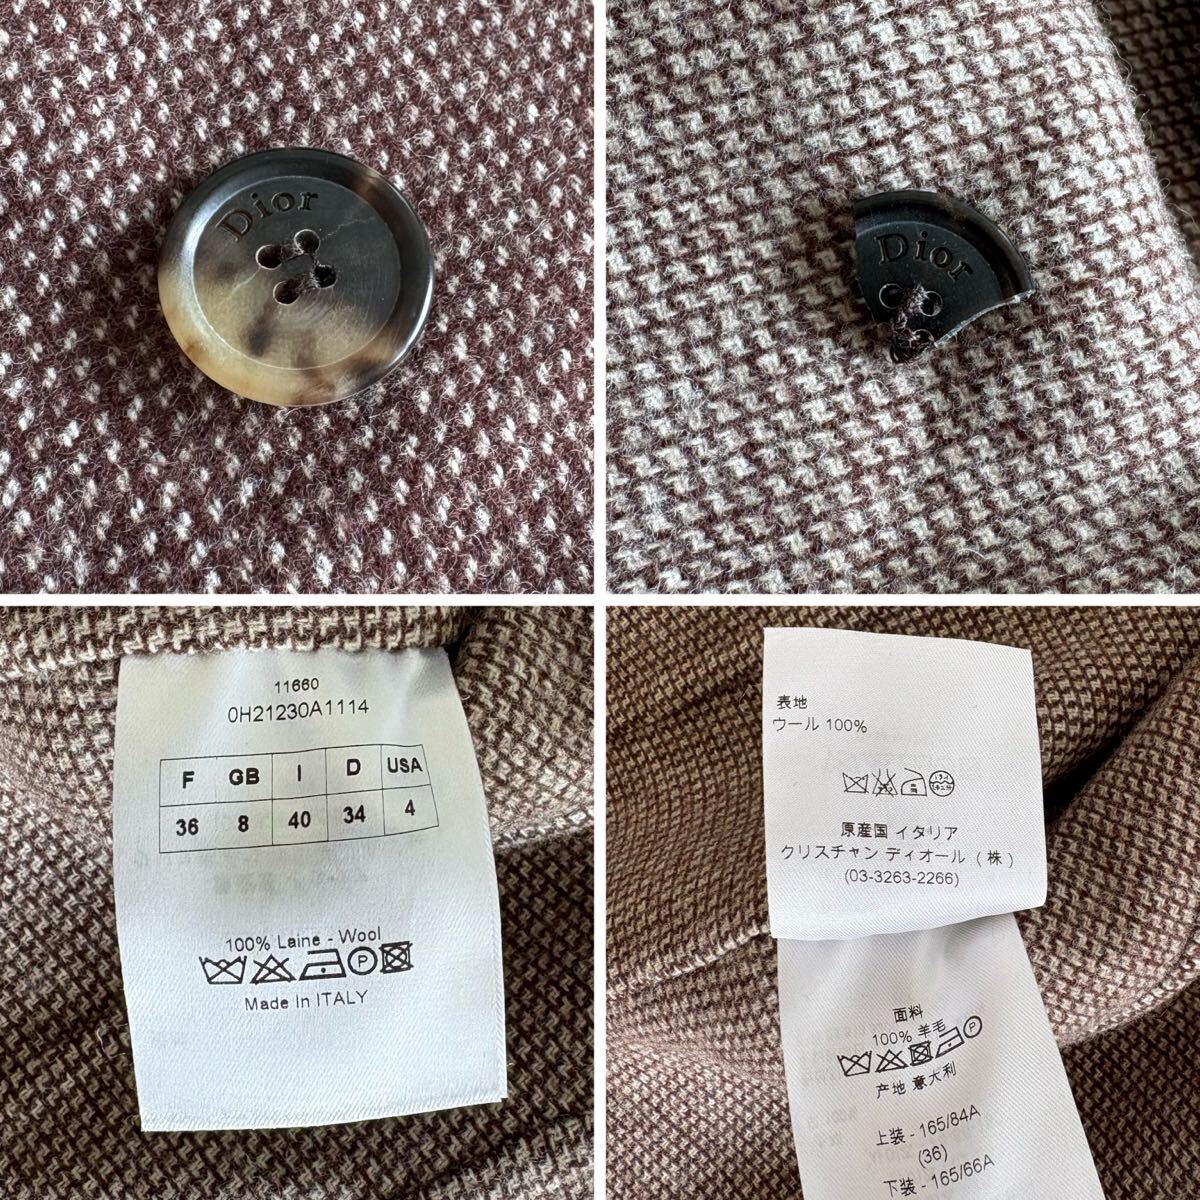 Dior
Dior
11660
0H21230A1114
F GB I D USA
36 8 40 34 4
100% Laine - Wool
P
Made In ITALY
表地
ウール 100%
原産国 イタリア
クリスチャン ディオール (株)
(03-3263-2266)
面料
100% 羊毛
P
产地 意大利
上装 - 165/84A
(36)
下装 - 165/66A